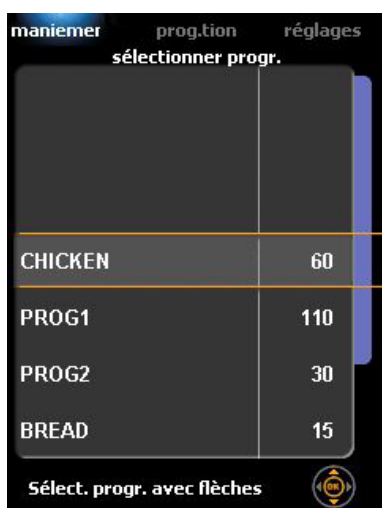 maniemer prog.tion réglages
sélectionner progr.
CHICKEN 60
PROG1 110
PROG2 30
BREAD 15
Sélect. progr. avec flèches OK